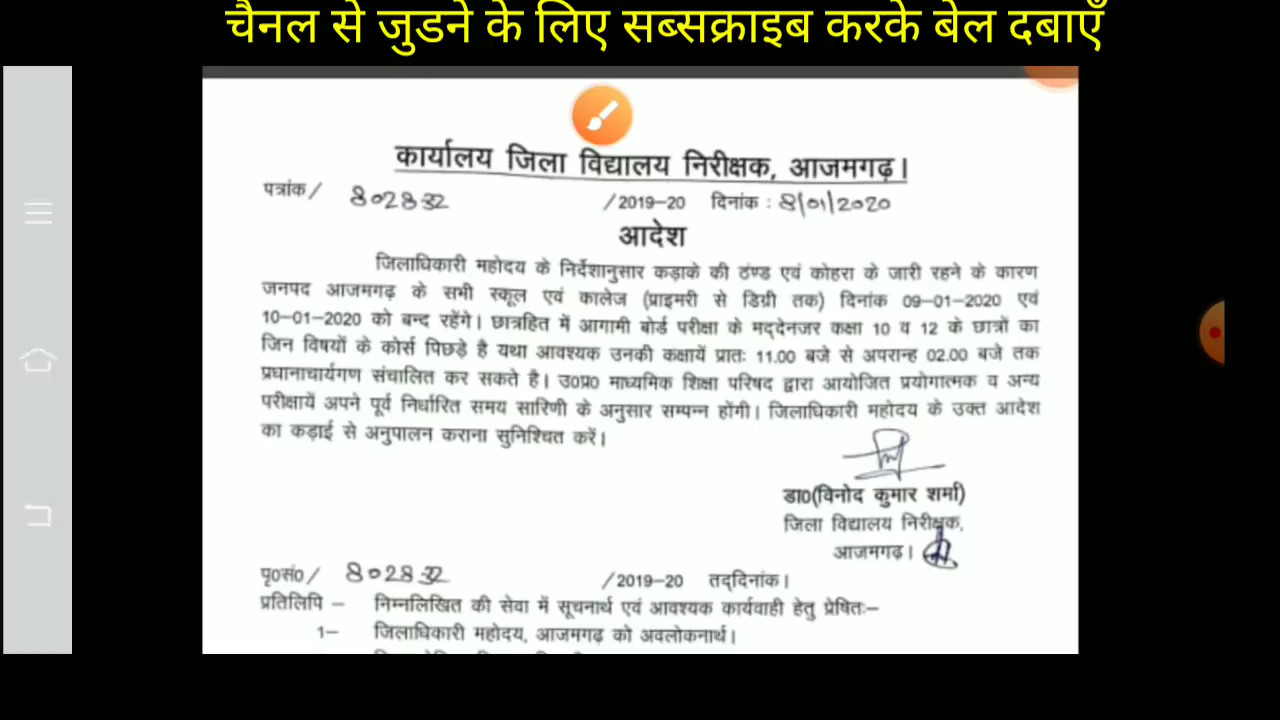 चैनल से जुडने के लिए सब्सक्राइब करके बेल दबाएँ
कार्यालय जिला विद्यालय निरीक्षक, आजमगढ़।
पत्रांक / 8028-32 /2019–20 दिनांक : 8/01/2020
आदेश
जिलाधिकारी महोदय के निर्देशानुसार कड़ाके की ठंण्ड एवं कोहरा के जारी रहने के कारण
जनपद आजमगढ़ के सभी स्कूल एवं कालेज (प्राइमरी से डिग्री तक) दिनांक 09–01–2020 एवं
10–01–2020 को बन्द रहेंगे। छात्रहित में आगामी बोर्ड परीक्षा के मद्देनजर कक्षा 10 व 12 के छात्रों का
जिन विषयों के कोर्स पिछड़े है यथा आवश्यक उनकी कक्षायें प्रातः 11.00 बजे से अपरान्ह 02.00 बजे तक
प्रधानाचार्यगण संचालित कर सकते है। उ0प्र0 माध्यमिक शिक्षा परिषद द्वारा आयोजित प्रयोगात्मक व अन्य
परीक्षायें अपने पूर्व निर्धारित समय सारिणी के अनुसार सम्पन्न होंगी। जिलाधिकारी महोदय के उक्त आदेश
का कड़ाई से अनुपालन कराना सुनिश्चित करें।
डा0(विनोद कुमार शर्मा)
जिला विद्यालय निरीक्षक,
आजमगढ़।
पृ0सं0 / 8028-32 /2019–20 तद्दिनांक।
प्रतिलिपि – निम्नलिखित की सेवा में सूचनार्थ एवं आवश्यक कार्यवाही हेतु प्रेषितः–
1– जिलाधिकारी महोदय, आजमगढ़ को अवलोकनार्थ।